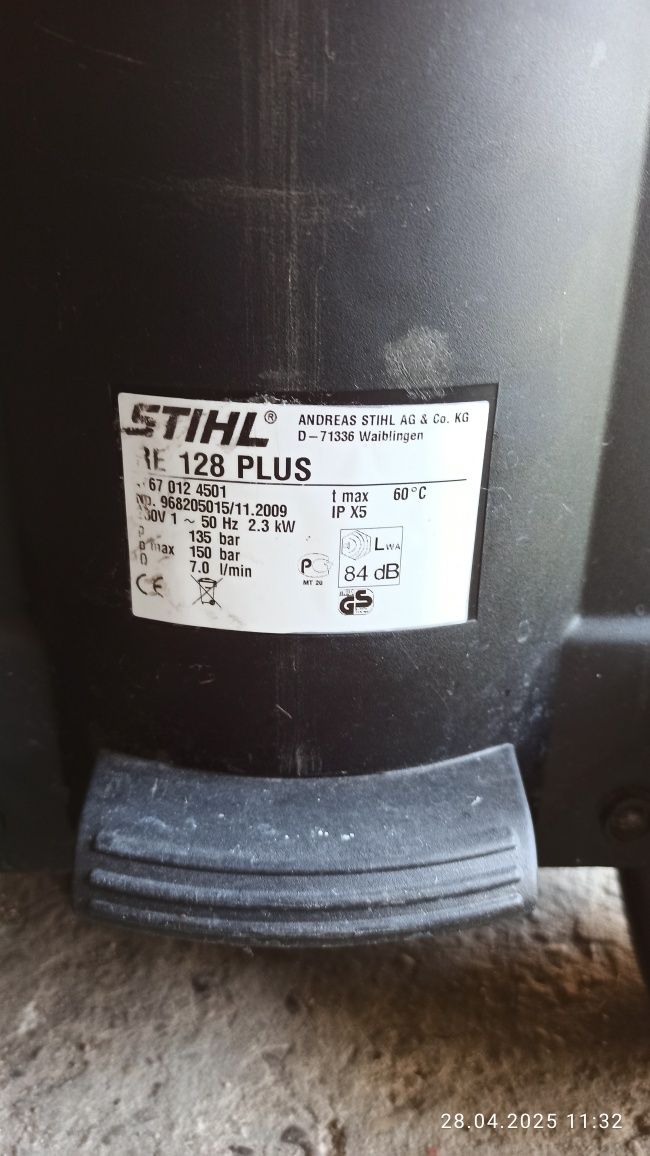 STIHL®
ANDREAS STIHL AG & Co. KG
D-71336 Waiblingen
RE 128 PLUS
67 012 4501
968205015/11.2009
1 ~ 50 Hz 2.3 kW
135 bar
max 150 bar
7.0 l/min
t max 60°C
IP X5
LWA
84 dB
MT 20
CE
GS
28.04.2025 11:32